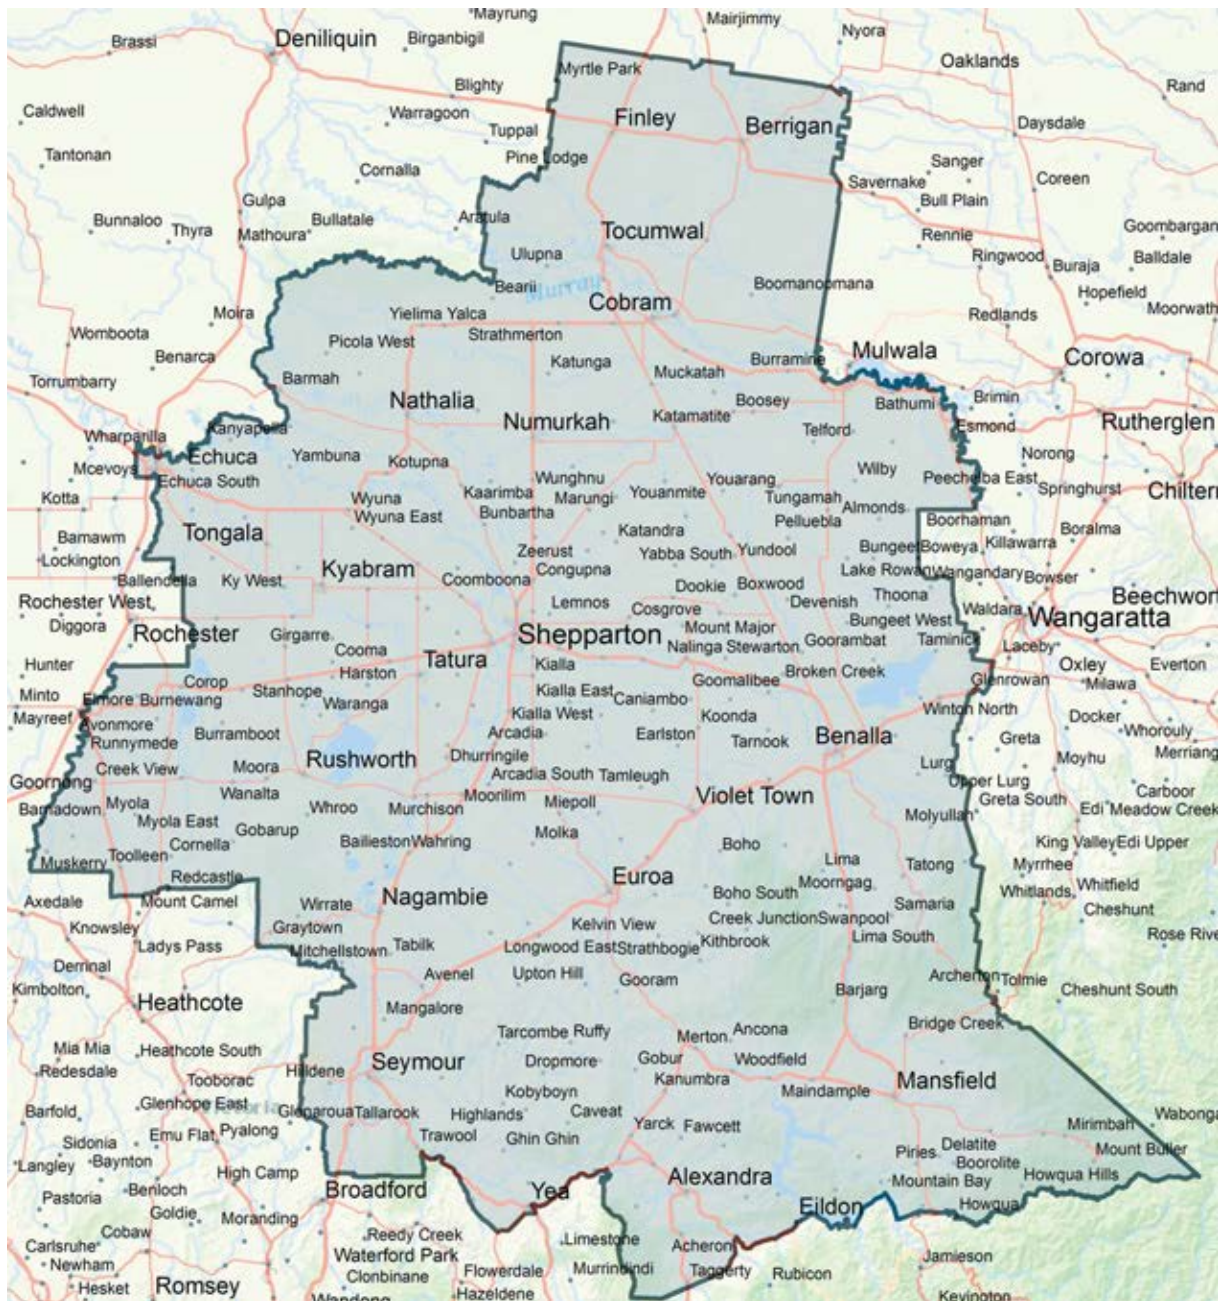 Mayrung
Mairjimmy
Nyora
Brassi
Deniliquin
Birganbigil
Oaklands
Myrtle Park
Blighty
Rand
Caldwell
Warragoon
Finley
Berrigan
Daysdale
Tuppal
Tantonan
Pine Lodge
Cornalla
Sanger
Savernake
Coreen
Gulpa
Bull Plain
Bunnaloo
Bullatale
Aratula
Thyra
Mathoura
Tocumwal
Rennie
Goombargan
Ulupna
Ringwood
Buraja
Balldale
Bearii
Murray
Boomanoomana
Hopefield
Cobram
Moorwath
Moira
Yielima Yalca
Redlands
Womboota
Picola West
Strathmerton
Benarca
Katunga
Burramine
Mulwala
Corowa
Torrumbarry
Barmah
Muckatah
Nathalia
Boosey
Bathumi
Brimin
Numurkah
Katamatite
Rutherglen
Wharparilla
Kanyapella
Telford
Esmond
Echuca
Yambuna
Kotupna
Norong
Mcevoys
Echuca South
Wunghnu
Youarang
Wilby
Peechelba East
Kotta
Wyuna
Kaarimba
Marungi
Youanmite
Tungamah
Springhurst
Chiltern
Wyuna East
Bunbartha
Almonds
Tongala
Katandra
Pelluebla
Boorhaman
Boralma
Bamawm
Zeerust
Yabba South
Yundool
Bungeet
Boweya
Killawarra
Lockington
Ballendella
Ky West
Kyabram
Coomboona
Congupna
Dookie
Boxwood
Lake Rowan
Wangandary
Bowser
Rochester West
Lemnos
Cosgrove
Devenish
Thoona
Waldara
Beechwort
Diggora
Rochester
Girgarre
Shepparton
Mount Major
Bungeet West
Wangaratta
Cooma
Tatura
Nalinga
Stewarton
Goorambat
Taminick
Laceby
Hunter
Harston
Kialla
Broken Creek
Oxley
Everton
Minto
Corop
Stanhope
Kialla East
Caniambo
Goomalibee
Glenrowan
Milawa
Mayreef
Elmore
Burnewang
Waranga
Kialla West
Koonda
Winton North
Docker
Whorouly
Avonmore
Burramboot
Arcadia
Earlston
Tarnook
Benalla
Greta
Merriang
Runnymede
Rushworth
Dhurringile
Moyhu
Goornong
Creek View
Moora
Arcadia South
Tamleugh
Lurg
Upper Lurg
Carboor
Barnadown
Myola
Wanalta
Whroo
Murchison
Moorilim
Miepoll
Violet Town
Greta South
Edi
Meadow Creek
Myola East
Gobarup
Molyullah
Cornella
Bailieston
Wahring
Molka
Boho
King Valley
Edi Upper
Muskerry
Toolleen
Lima
Tatong
Myrrhee
Redcastle
Euroa
Moorngag
Whitlands
Whitfield
Axedale
Mount Camel
Wirrate
Nagambie
Boho South
Samaria
Cheshunt
Knowsley
Graytown
Kelvin View
Creek Junction
Swanpool
Rose Rive
Ladys Pass
Mitchellstown
Tabilk
Longwood East
Strathbogie
Kithbrook
Lima South
Derrinal
Avenel
Upton Hill
Gooram
Archerton
Tolmie
Kimbolton
Heathcote
Mangalore
Barjarg
Cheshunt South
Tarcombe
Ruffy
Merton
Ancona
Bridge Creek
Mia Mia
Heathcote South
Seymour
Dropmore
Gobur
Woodfield
Redesdale
Tooborac
Hilldene
Kanumbra
Maindample
Mansfield
Barfold
Glenhope East
Kobyboyn
Victoria
Glenaroua
Tallarook
Highlands
Caveat
Mirimbah
Wabonga
Sidonia
Emu Flat
Pyalong
Trawool
Ghin Ghin
Yarck
Fawcett
Delatite
Mount Buller
Langley
Baynton
High Camp
Piries
Boorolite
Howqua Hills
Pastoria
Benloch
Broadford
Yea
Alexandra
Mountain Bay
Goldie
Moranding
Eildon
Howqua
Cobaw
Reedy Creek
Limestone
Acheron
Carlsruhe
Waterford Park
Jamieson
Newham
Clonbinane
Flowerdale
Murrindindi
Taggerty
Rubicon
Hesket
Romsey
Hazeldene
Kevington